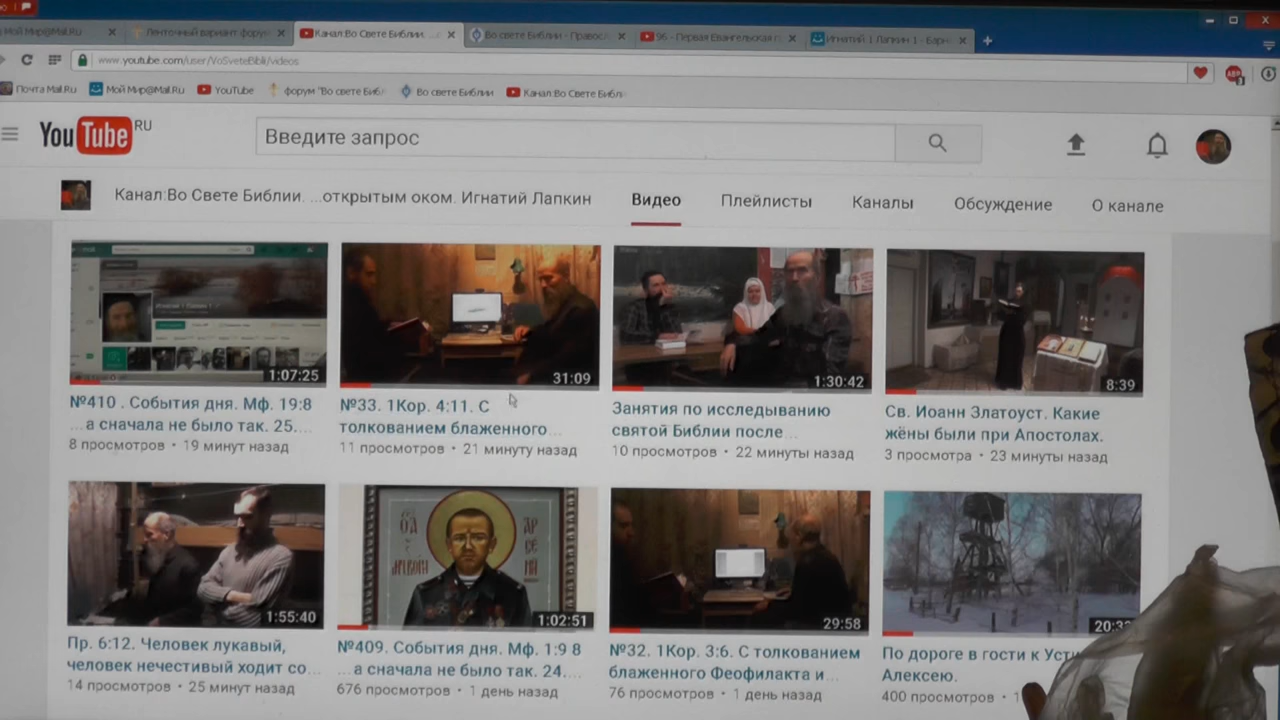 Мой Мир@Mail.Ru
Ленточный вариант форум
Канал:Во Свете Библии.
Во свете Библии - Правосл
96 - Первая Евангельская п
Игнатий | Лапкин 1 - Барн
www.youtube.com/user/VoSveteBiblii/videos
Почта Mail.Ru
Мой Мир@Mail.Ru
YouTube
форум "Во свете Биб
Во свете Библии
Канал:Во Свете Библ
YouTube RU
Введите запрос
Канал:Во Свете Библии. ...открытым оком. Игнатий Лапкин
Видео
Плейлисты
Каналы
Обсуждение
О канале
1:07:25
31:09
1:30:42
8:39
№410 . События дня. Мф. 19:8
...а сначала не было так. 25....
8 просмотров • 19 минут назад
№33. 1Кор. 4:11. С
толкованием блаженного...
11 просмотров • 21 минуту назад
Занятия по исследыванию
святой Библии после...
10 просмотров • 22 минуты назад
Св. Иоанн Златоуст. Какие
жёны были при Апостолах.
3 просмотра • 23 минуты назад
1:55:40
1:02:51
29:58
20:3
Пр. 6:12. Человек лукавый,
человек нечестивый ходит со...
14 просмотров • 25 минут назад
№409. События дня. Мф. 1:9 8
...а сначала не было так. 24....
676 просмотров • 1 день назад
№32. 1Кор. 3:6. С толкованием
блаженного Феофилакта и...
76 просмотров • 1 день назад
По дороге в гости к Усти
Алексею.
400 просмотров • 1